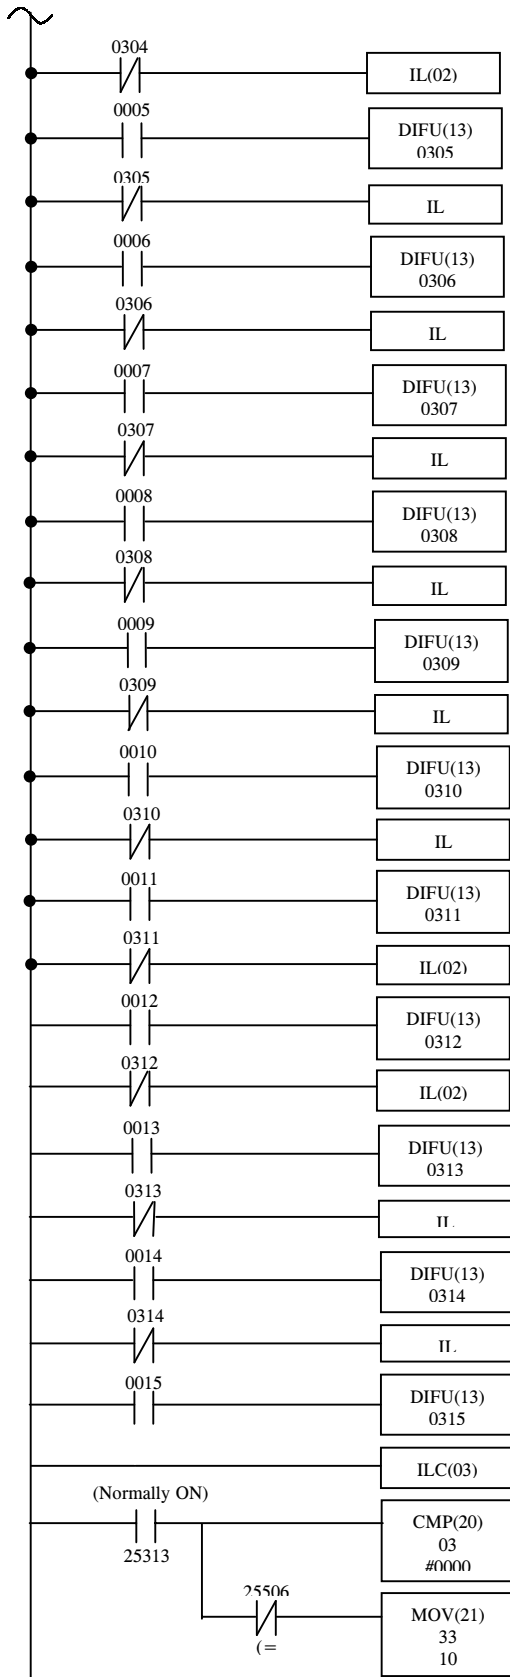 0304
IL(02)
0005
DIFU(13)
0305
0305
IL
0006
DIFU(13)
0306
0306
IL
0007
DIFU(13)
0307
0307
IL
0008
DIFU(13)
0308
0308
IL
0009
DIFU(13)
0309
0309
IL
0010
DIFU(13)
0310
0310
IL
0011
DIFU(13)
0311
0311
IL(02)
0012
DIFU(13)
0312
0312
IL(02)
0013
DIFU(13)
0313
0313
IL
0014
DIFU(13)
0314
0314
IL
0015
DIFU(13)
0315
ILC(03)
(Normally ON)
25313
CMP(20)
03
#0000
25506
(=
MOV(21)
33
10